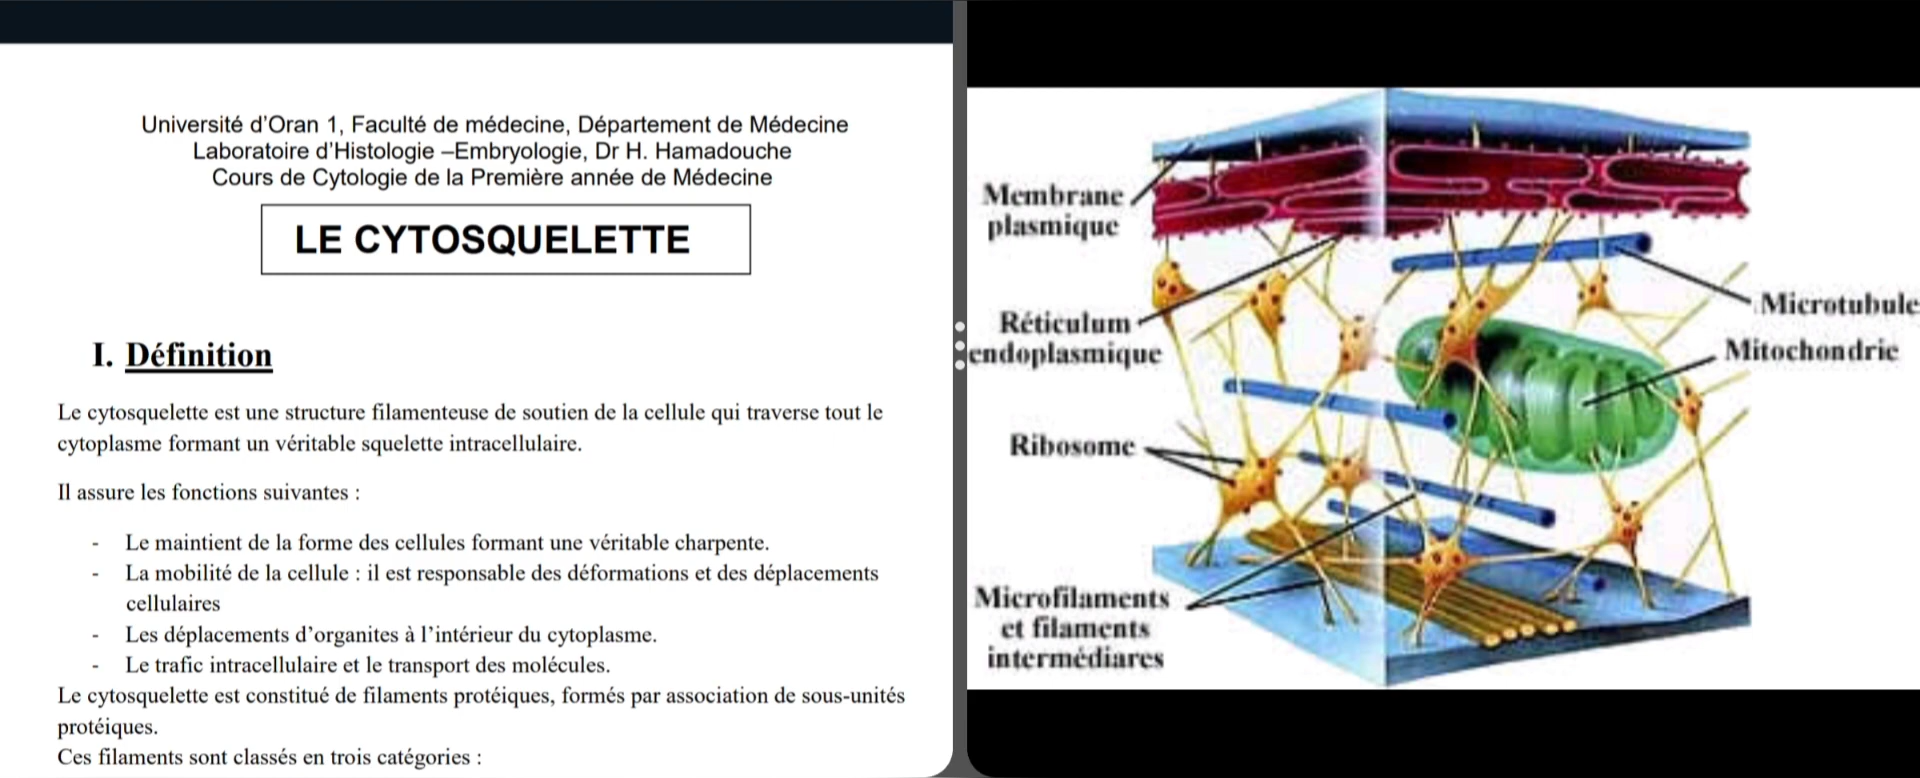 Université d'Oran 1, Faculté de médecine, Département de Médecine
Laboratoire d'Histologie –Embryologie, Dr H. Hamadouche
Cours de Cytologie de la Première année de Médecine
LE CYTOSQUELETTE
I. Définition
Le cytosquelette est une structure filamenteuse de soutien de la cellule qui traverse tout le
cytoplasme formant un véritable squelette intracellulaire.
Il assure les fonctions suivantes :
- Le maintient de la forme des cellules formant une véritable charpente.
- La mobilité de la cellule : il est responsable des déformations et des déplacements
cellulaires
- Les déplacements d'organites à l'intérieur du cytoplasme.
- Le trafic intracellulaire et le transport des molécules.
Le cytosquelette est constitué de filaments protéiques, formés par association de sous-unités
protéiques.
Ces filaments sont classés en trois catégories :
Membrane
plasmique
Réticulum
endoplasmique
Ribosome
Microfilaments
et filaments
intermédiares
Microtubule
Mitochondrie